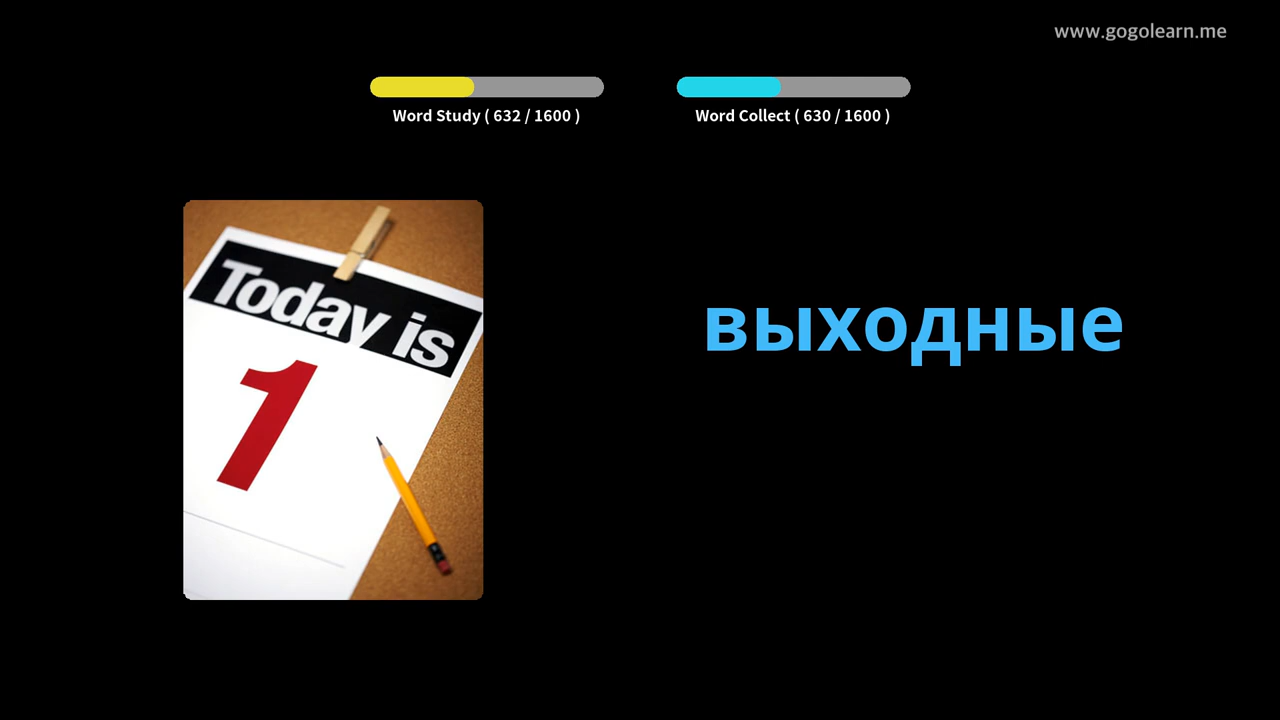 www.gogolearn.me
Word Study ( 632 / 1600 )
Word Collect ( 630 / 1600 )
Today is
1
выходные